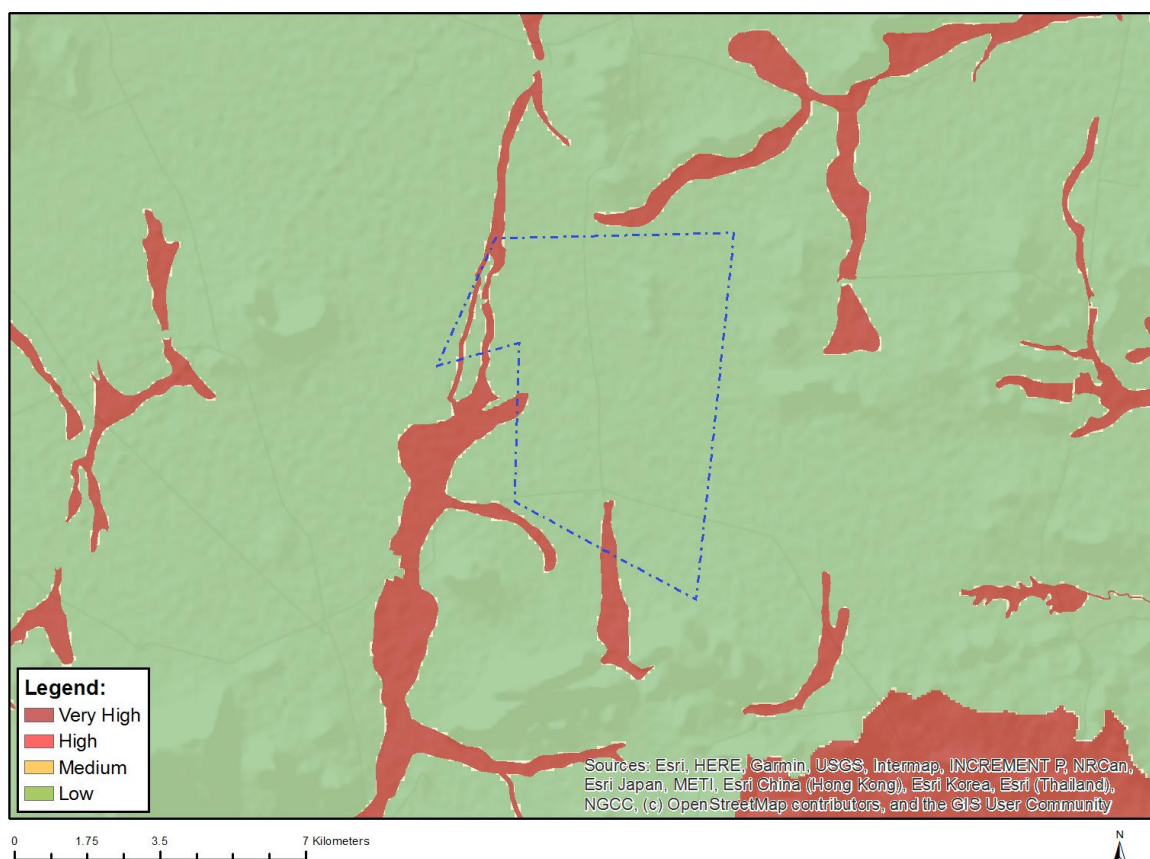 Legend:
Very High
High
Medium
Low
Sources: Esri, HERE, Garmin, USGS, Intermap, INCREMENT P, NRCan,
Esri Japan, METI, Esri China (Hong Kong), Esri Korea, Esri (Thailand),
NGCC, (c) OpenStreetMap contributors, and the GIS User Community
0 1.75 3.5 7 Kilometers
N